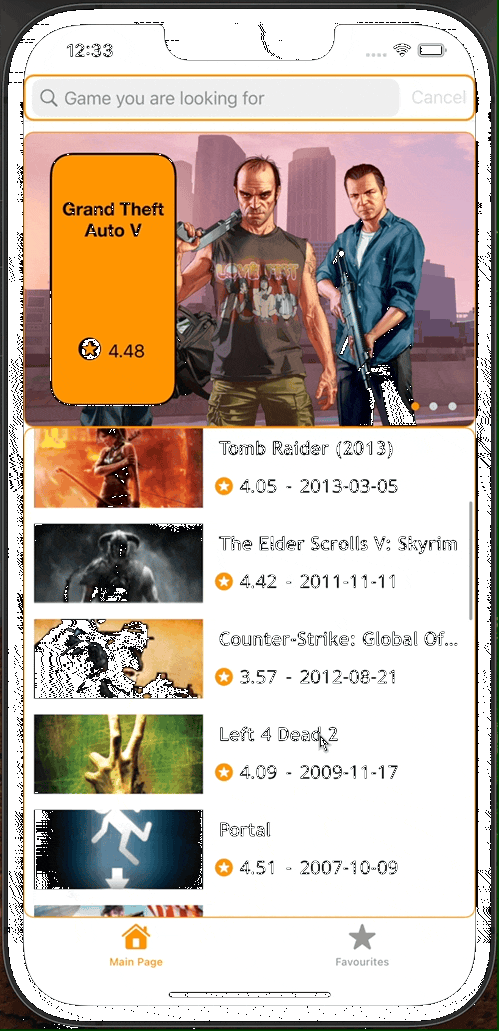 12:33
Game you are looking for
Cancel
Grand Theft
Auto V
4.48
Tomb Raider (2013)
4.05 - 2013-03-05
The Elder Scrolls V: Skyrim
4.42 - 2011-11-11
Counter-Strike: Global Of...
3.57 - 2012-08-21
Left 4 Dead 2
4.09 - 2009-11-17
Portal
4.51 - 2007-10-09
Main Page
Favourites